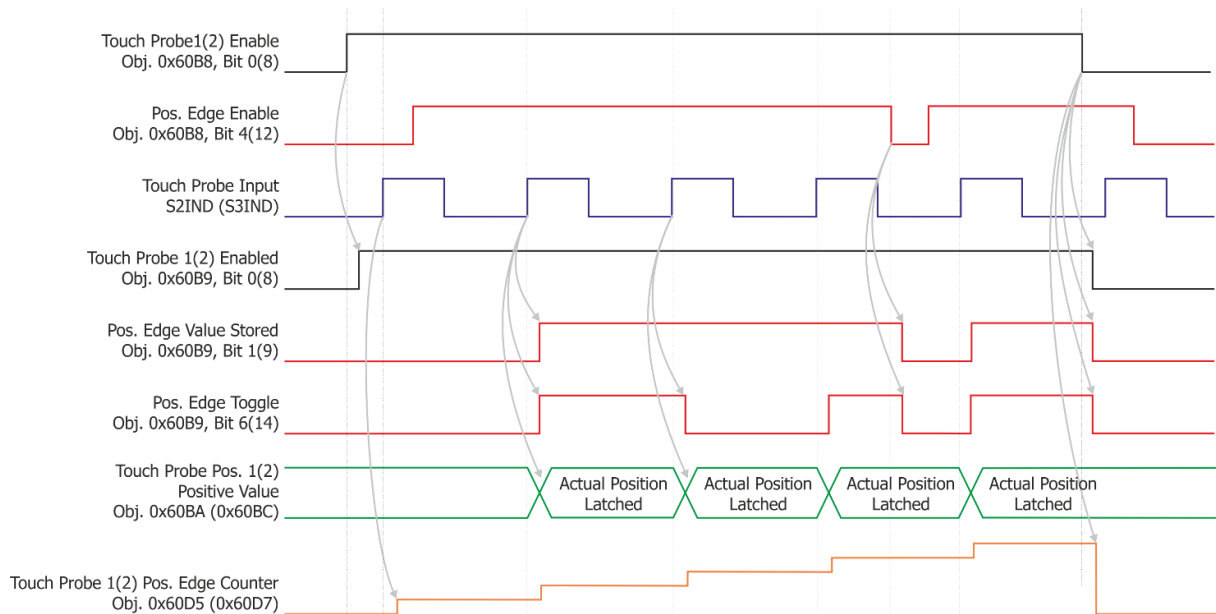 Touch Probe1(2) Enable
Obj. 0x60B8, Bit 0(8)
Pos. Edge Enable
Obj. 0x60B8, Bit 4(12)
Touch Probe Input
S2IND (S3IND)
Touch Probe 1(2) Enabled
Obj. 0x60B9, Bit 0(8)
Pos. Edge Value Stored
Obj. 0x60B9, Bit 1(9)
Pos. Edge Toggle
Obj. 0x60B9, Bit 6(14)
Touch Probe Pos. 1(2)
Positive Value
Obj. 0x60BA (0x60BC)
Actual Position
Latched
Actual Position
Latched
Actual Position
Latched
Actual Position
Latched
Touch Probe 1(2) Pos. Edge Counter
Obj. 0x60D5 (0x60D7)